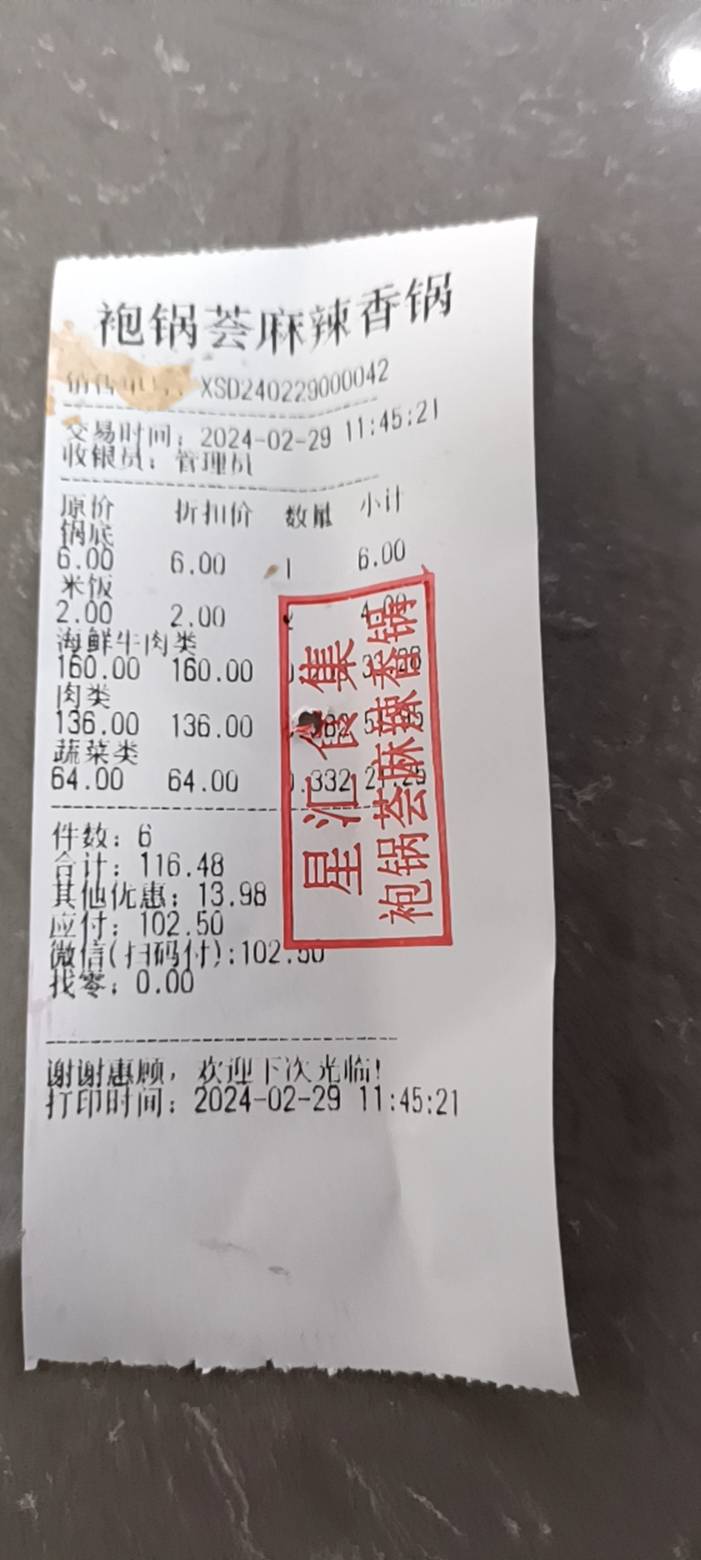 袍锅荟麻辣香锅
XSD240229000042
交易时间：2024-02-29 11:45:21
收银员：管理员
原价 折扣价 数量 小计
锅底
6.00 6.00 1 6.00
米饭
2.00 2.00
海鲜牛肉类
160.00 160.00
肉类
136.00 136.00
蔬菜类
64.00 64.00 0.332
件数：6
合计：116.48
其他优惠：13.98
应付：102.50
微信(扫码付):102.50
找零：0.00
谢谢惠顾，欢迎下次光临！
打印时间：2024-02-29 11:45:21
星汇食集
袍锅荟麻辣香锅